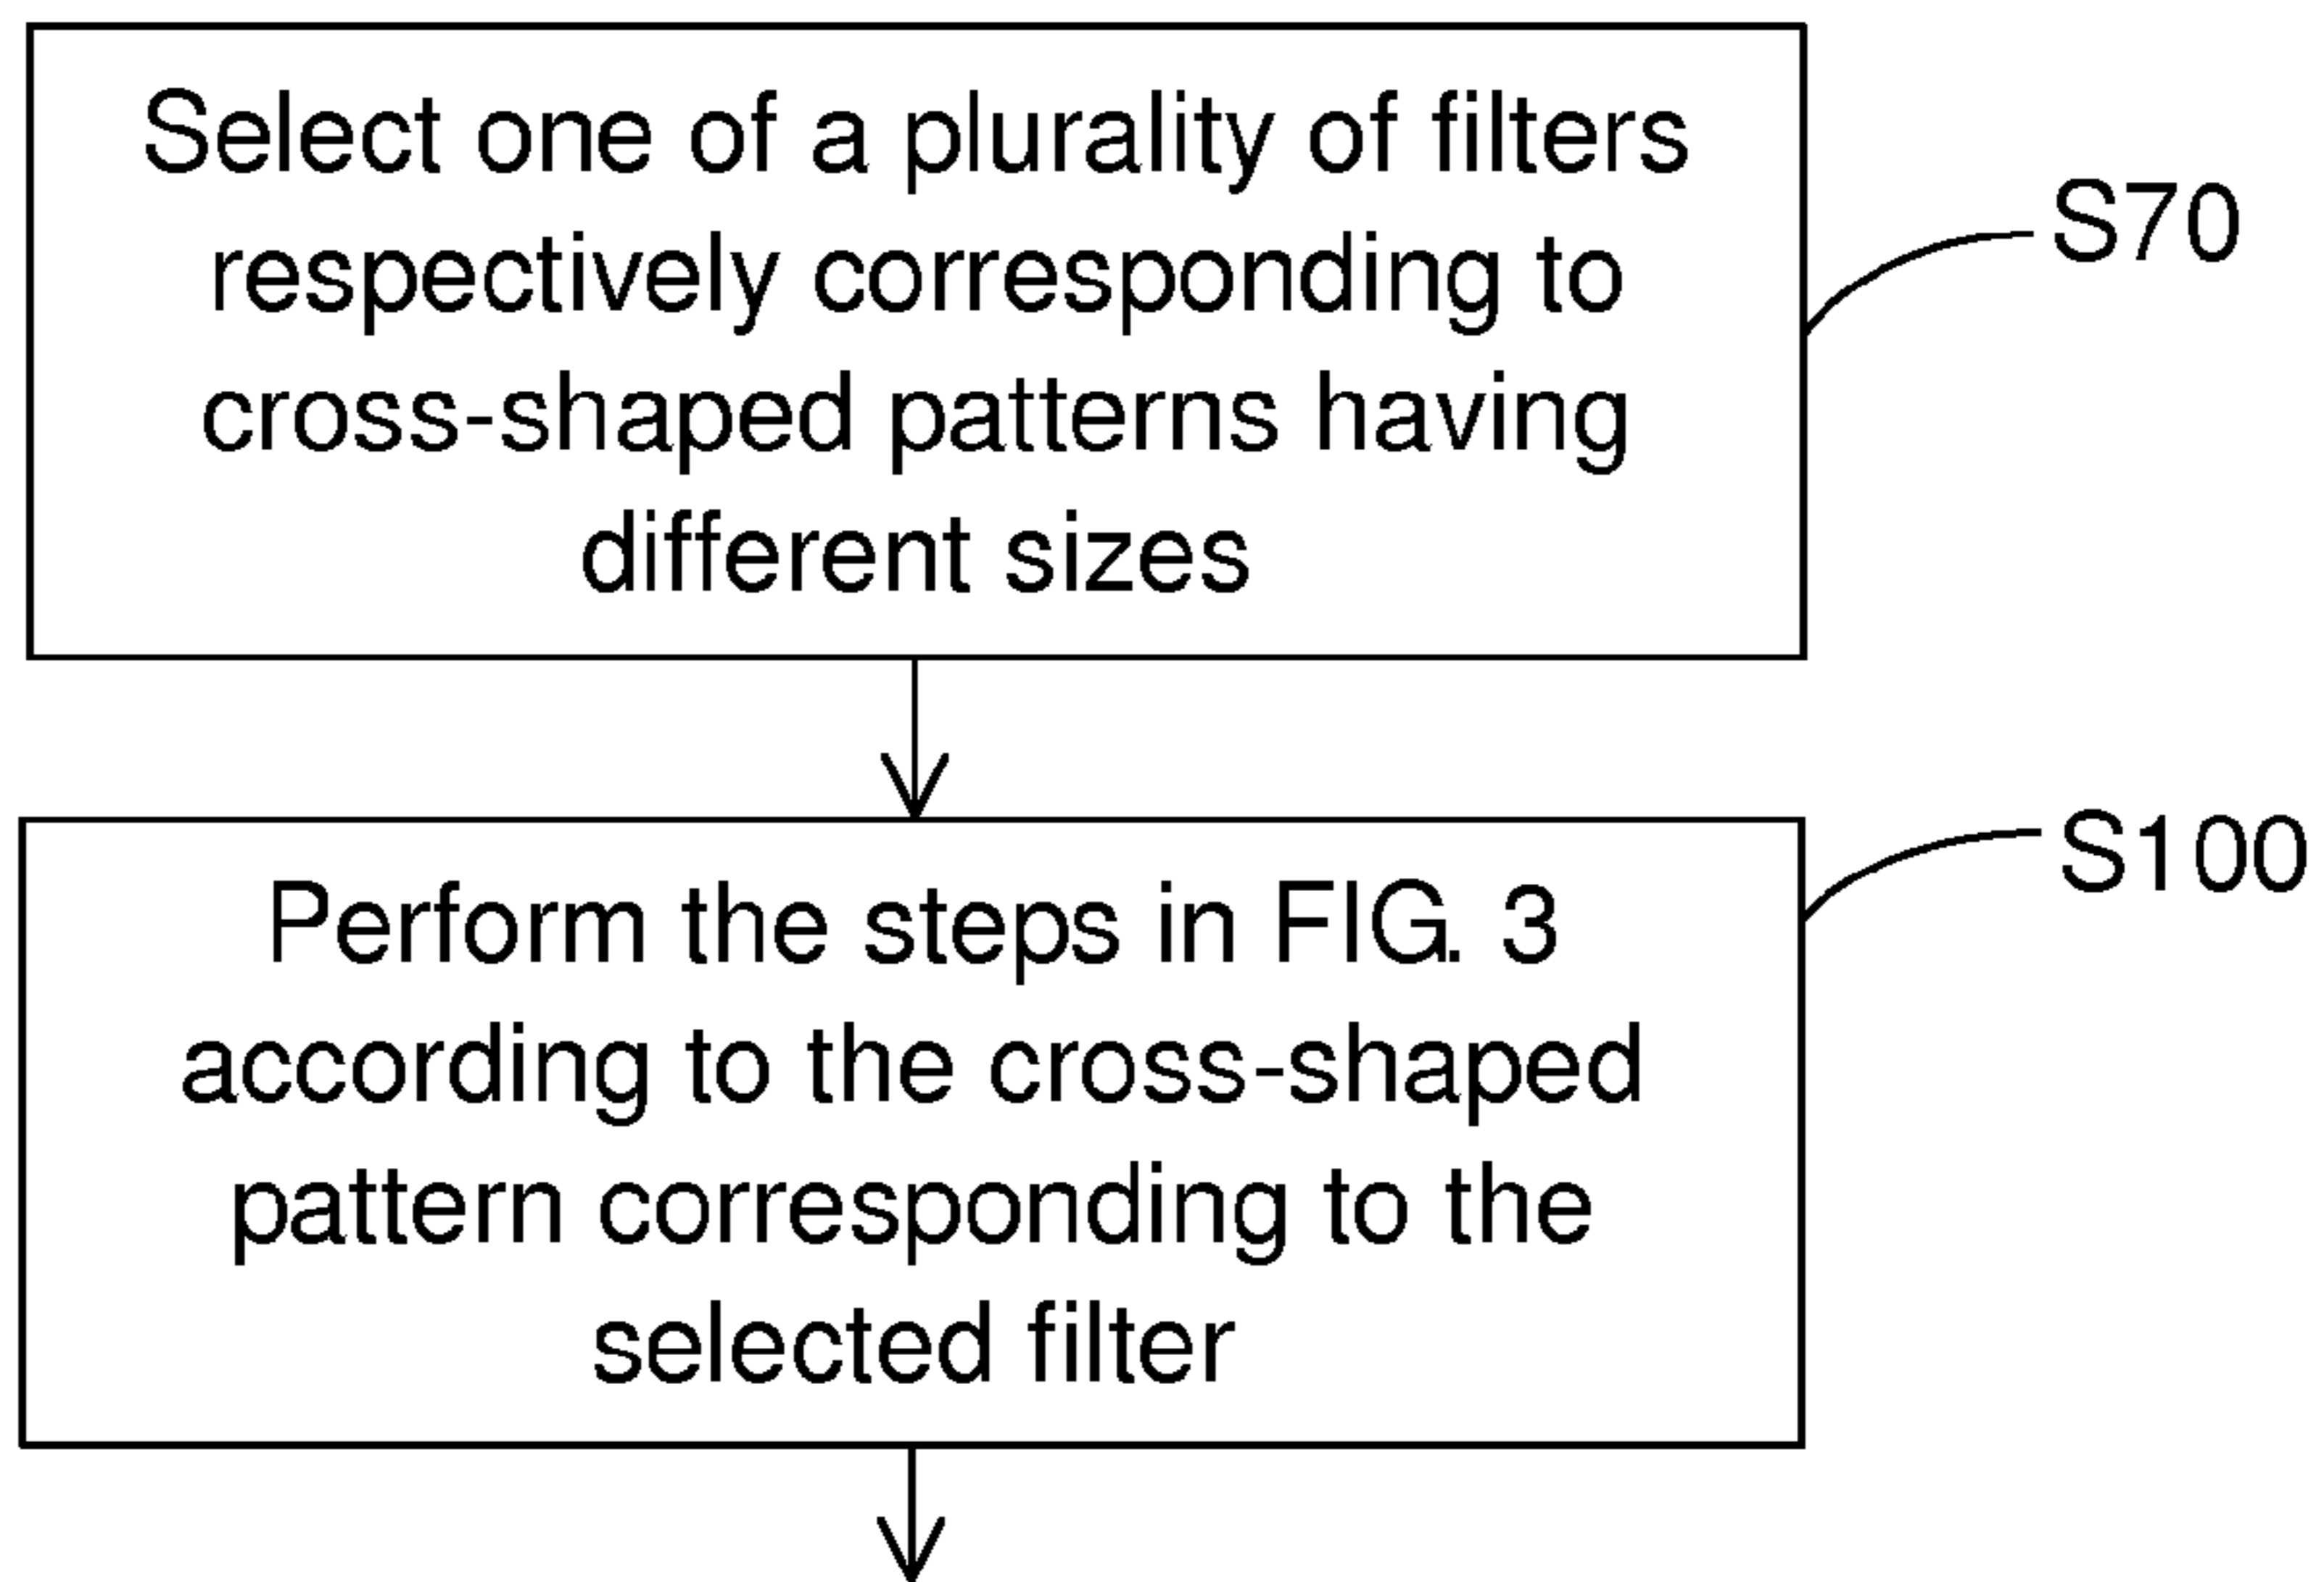 Select one of a plurality of filters
respectively corresponding to
cross-shaped patterns having
different sizes
S70
Perform the steps in FIG. 3
according to the cross-shaped
pattern corresponding to the
selected filter
S100